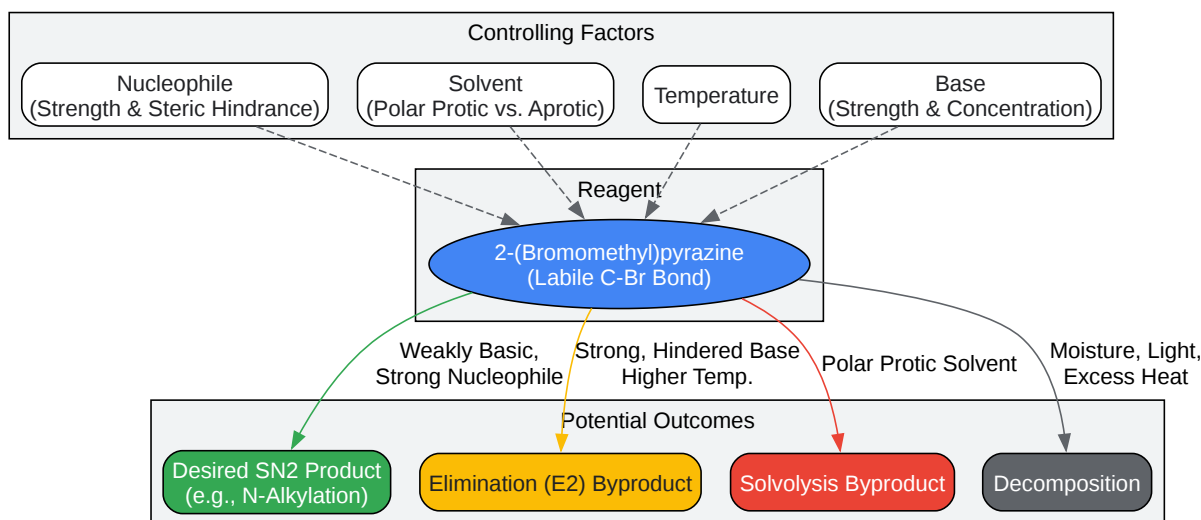 Controlling Factors
Nucleophile
(Strength & Steric Hindrance)
Solvent
(Polar Protic vs. Aprotic)
Temperature
Base
(Strength & Concentration)
Reagent
2-(Bromomethyl)pyrazine
(Labile C-Br Bond)
Weakly Basic,
Strong Nucleophile
Strong, Hindered Base
Higher Temp.
Polar Protic Solvent
Moisture, Light,
Excess Heat
Potential Outcomes
Desired SN2 Product
(e.g., N-Alkylation)
Elimination (E2) Byproduct
Solvolysis Byproduct
Decomposition